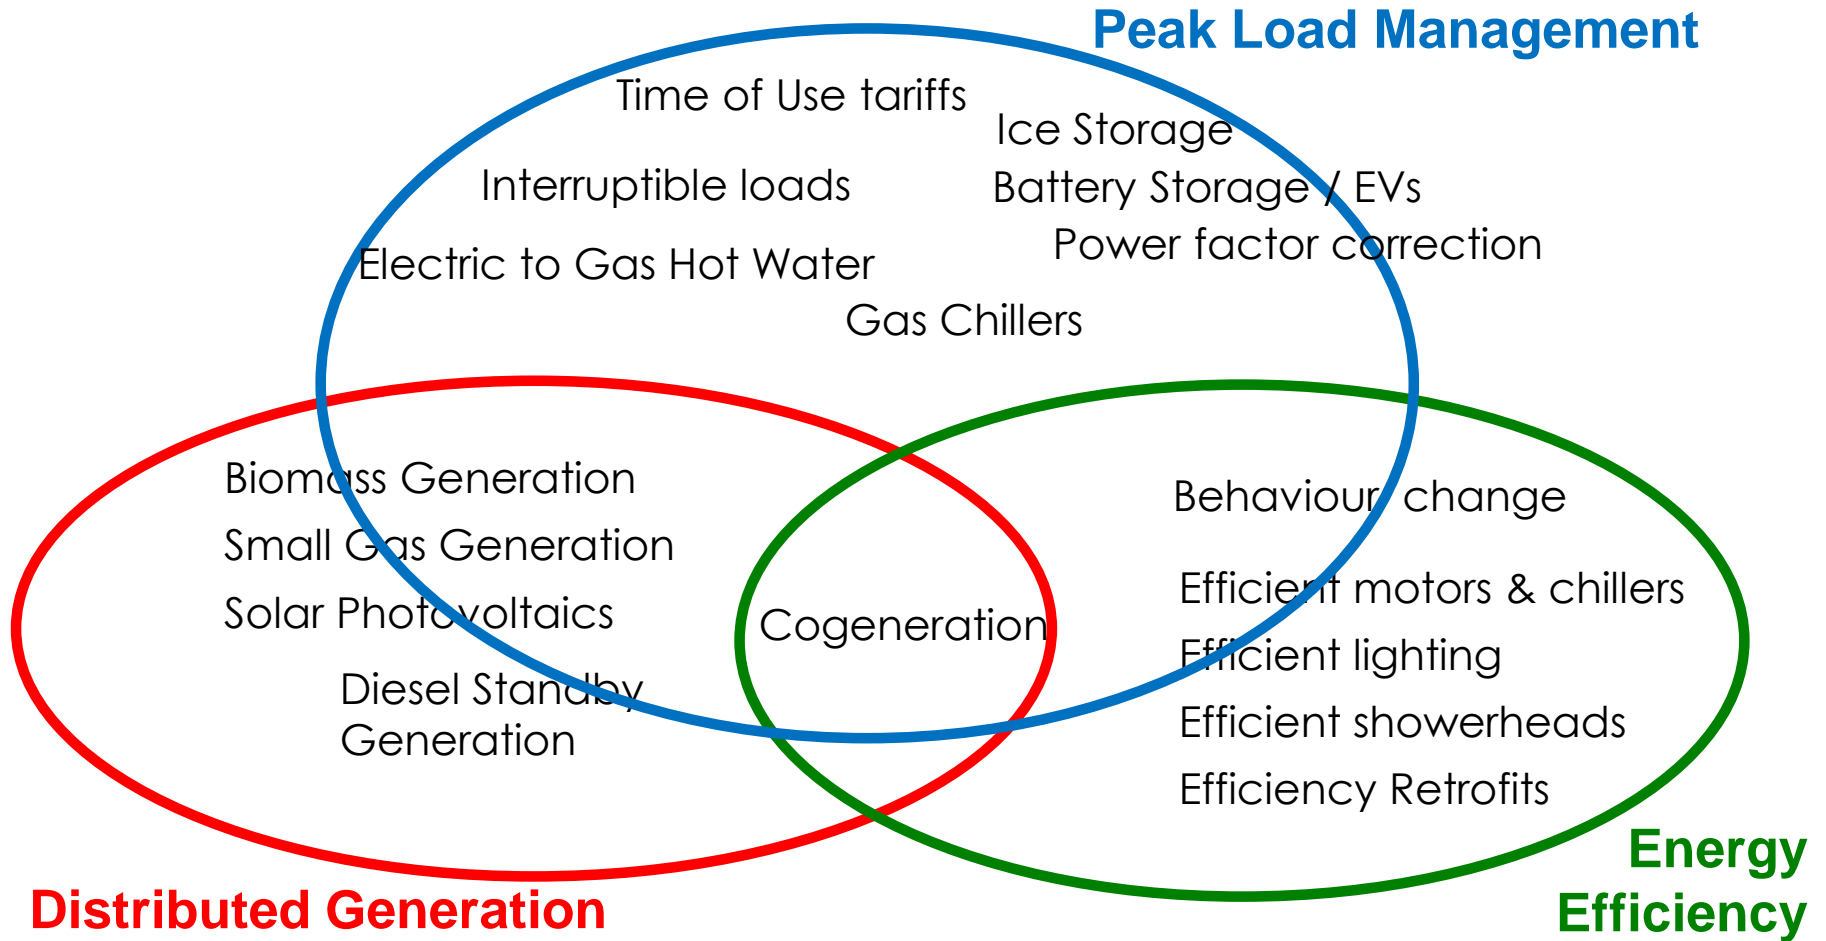 Peak Load Management
Time of Use tariffs
Ice Storage
Interruptible loads
Battery Storage / EVs
Power factor correction
Electric to Gas Hot Water
Gas Chillers
Biomass Generation
Small Gas Generation
Solar Photovoltaics
Diesel Standby
Generation
Cogeneration
Behaviour change
Efficient motors & chillers
Efficient lighting
Efficient showerheads
Efficiency Retrofits
Distributed Generation
Energy
Efficiency